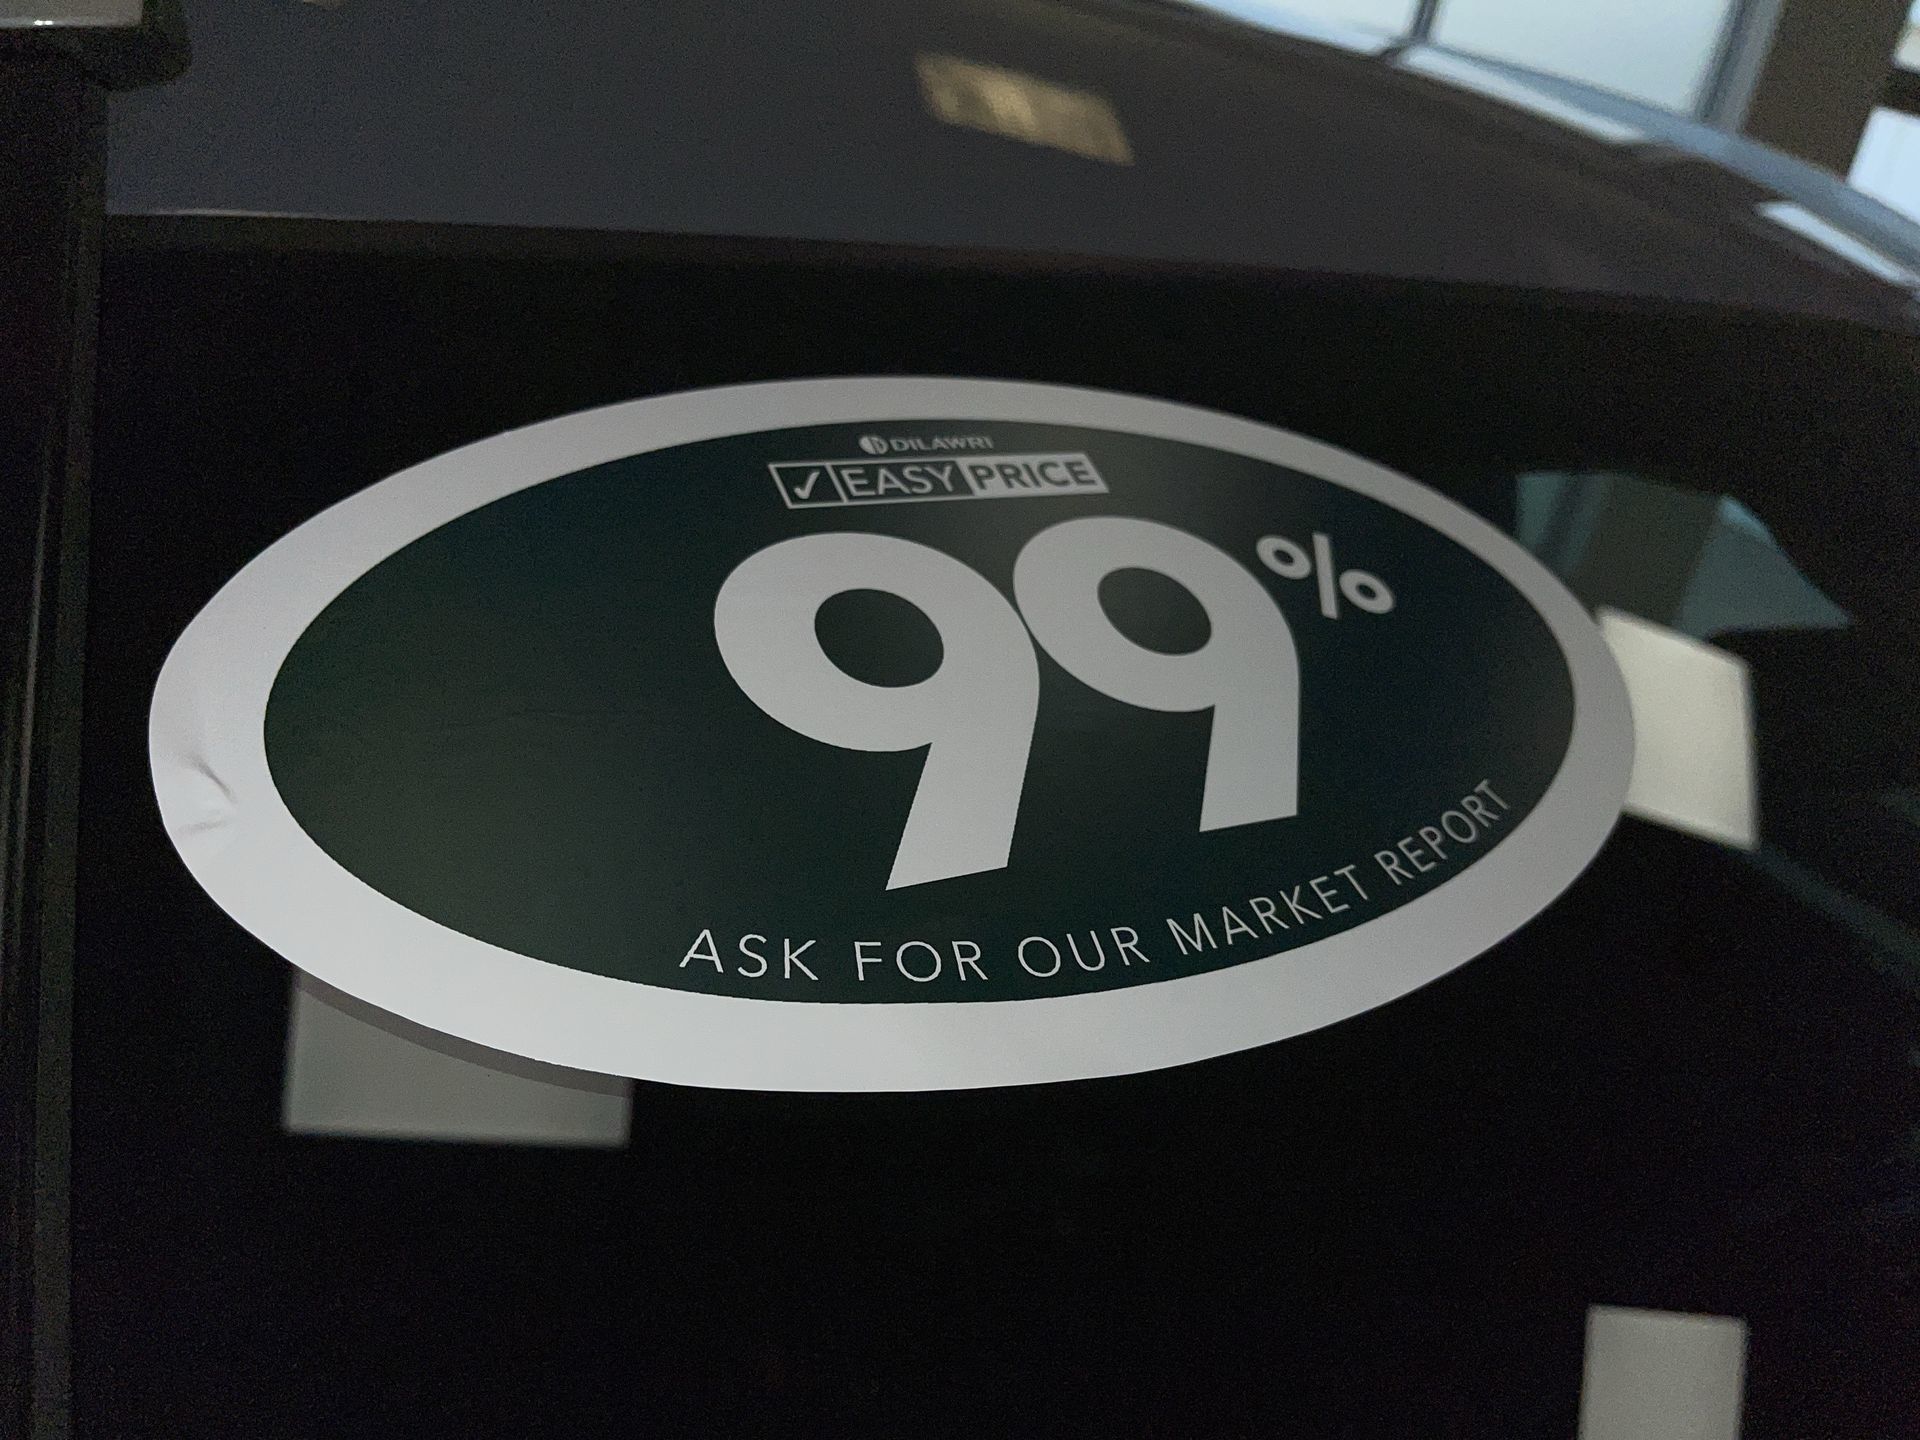 DILAWRI
✓ EASY PRICE
99%
ASK FOR OUR MARKET REPORT